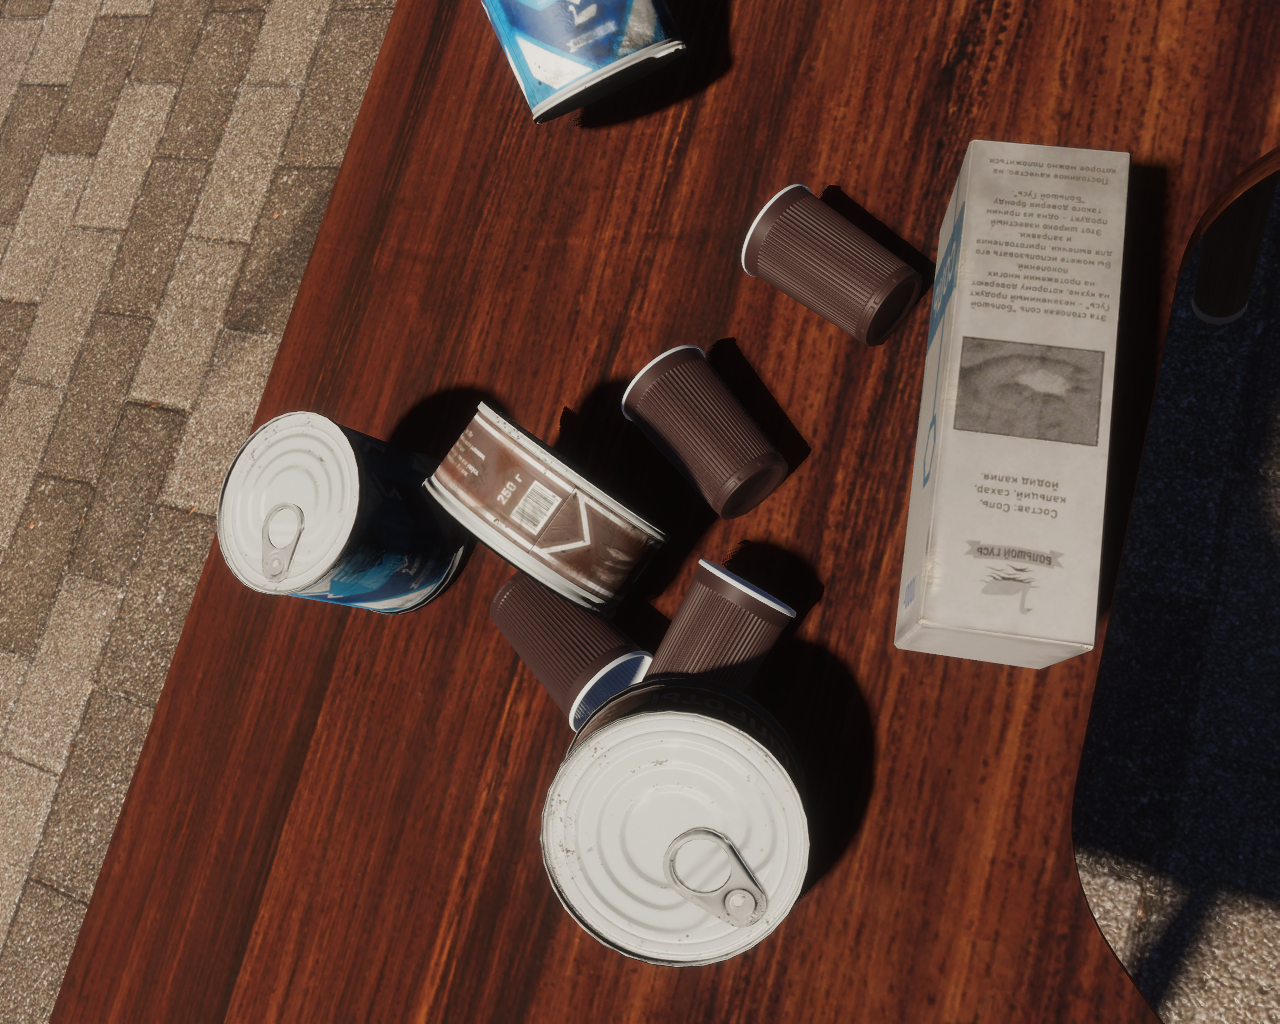 БОЛЬШОЙ ГУСЬ
Состав: Соль,
кальций, сахар,
йодид калия.
Эта столовая соль "Большой
Гусь" - незаменимый продукт
на кухне, которому доверяют
на протяжении многих
поколений.
Вы можете использовать его
для выпечки, приготовления
и заправки.
Этот широко известный
продукт - одна из причин
такого доверия бренду
"Большой Гусь".
Постоянное качество, на
которое можно положиться
250 г